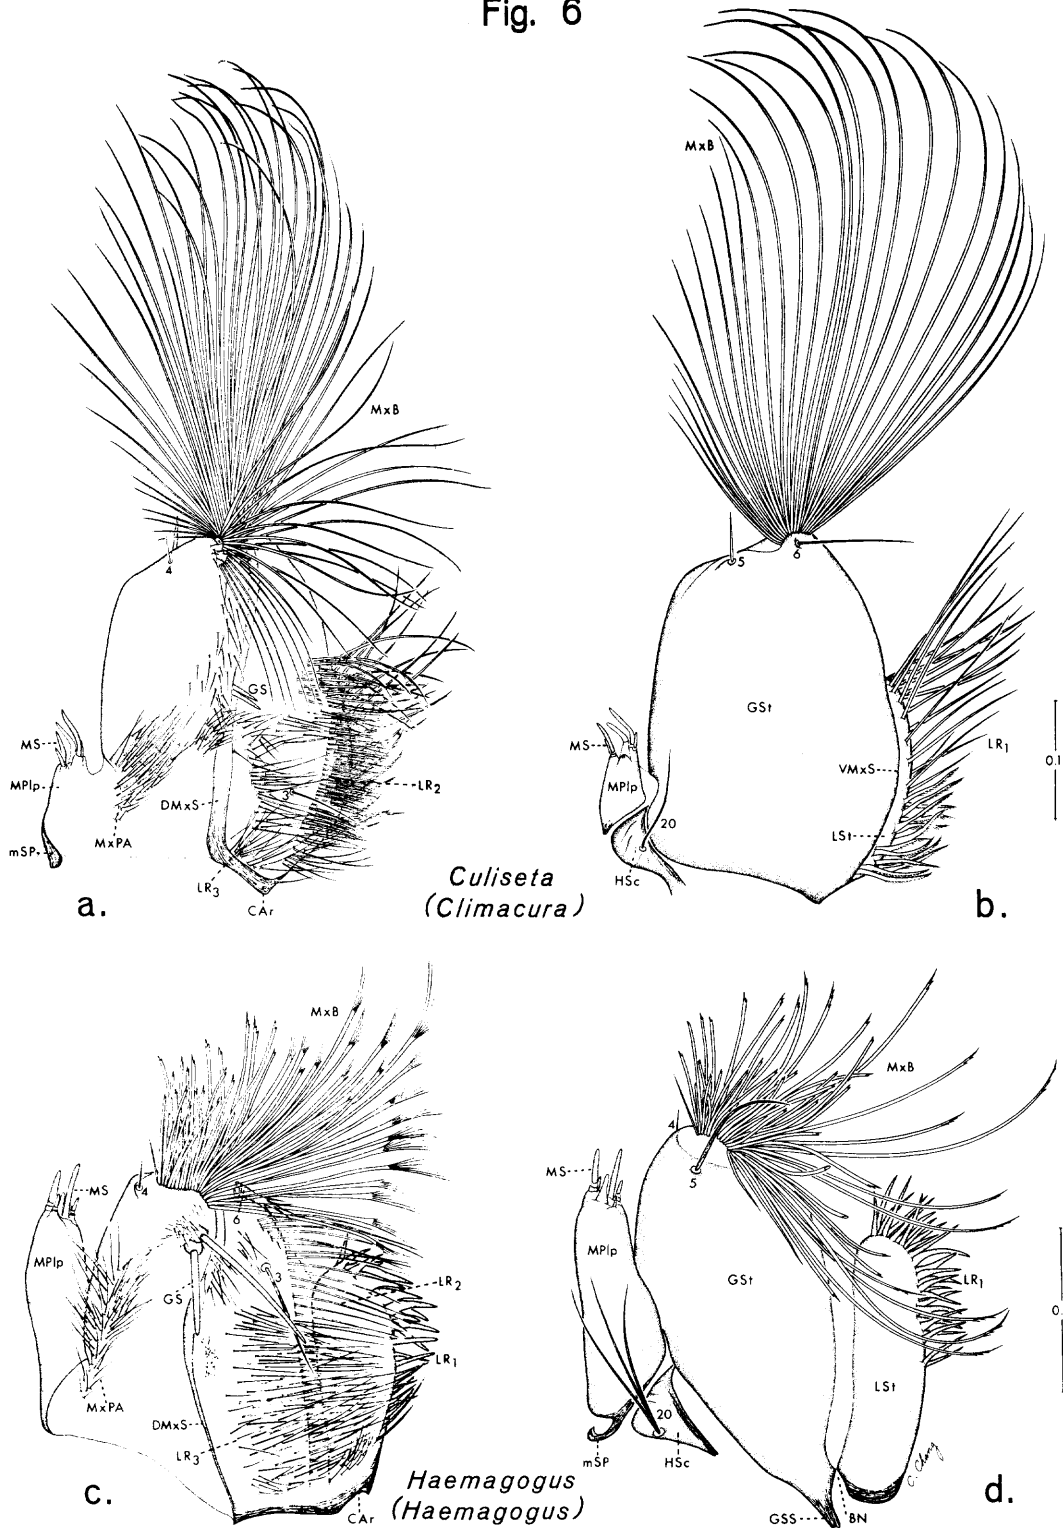 Fig. 6
MxB
MxB
4
5
6
GS
GSt
MS
MPlp
mSP
MxPA
DMxS
3
LR2
LR3
CAr
MS
MPlp
20
HSc
VMxS
LSt
LR1
0.1
a.
Culiseta
(Climacura)
b.
MxB
MxB
4
MS
6
3
MPlp
GS
LR2
LR1
MxPA
DMxS
LR3
CAr
4
5
MS
MPlp
GSt
LR1
LSt
20
mSP
HSc
GSS
BN
0.
C. Chang
c.
Haemagogus
(Haemagogus)
d.